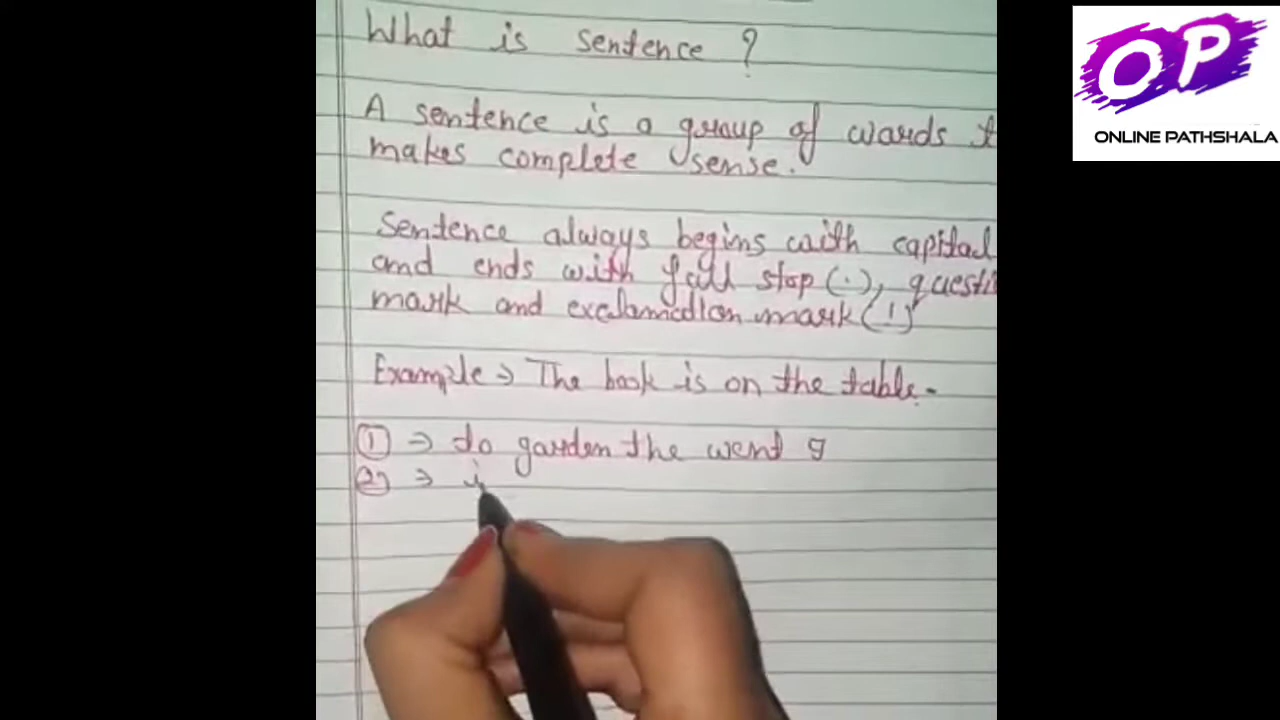 What is sentence ?
A sentence is a group of words t
makes complete sense.
Sentence always begins with capital
and ends with full stop (.), questi
mark and exclamation mark (!)
Example ⇒ The book is on the table.
① ⇒ to garden the went I
② ⇒ i
OP
ONLINE PATHSHALA